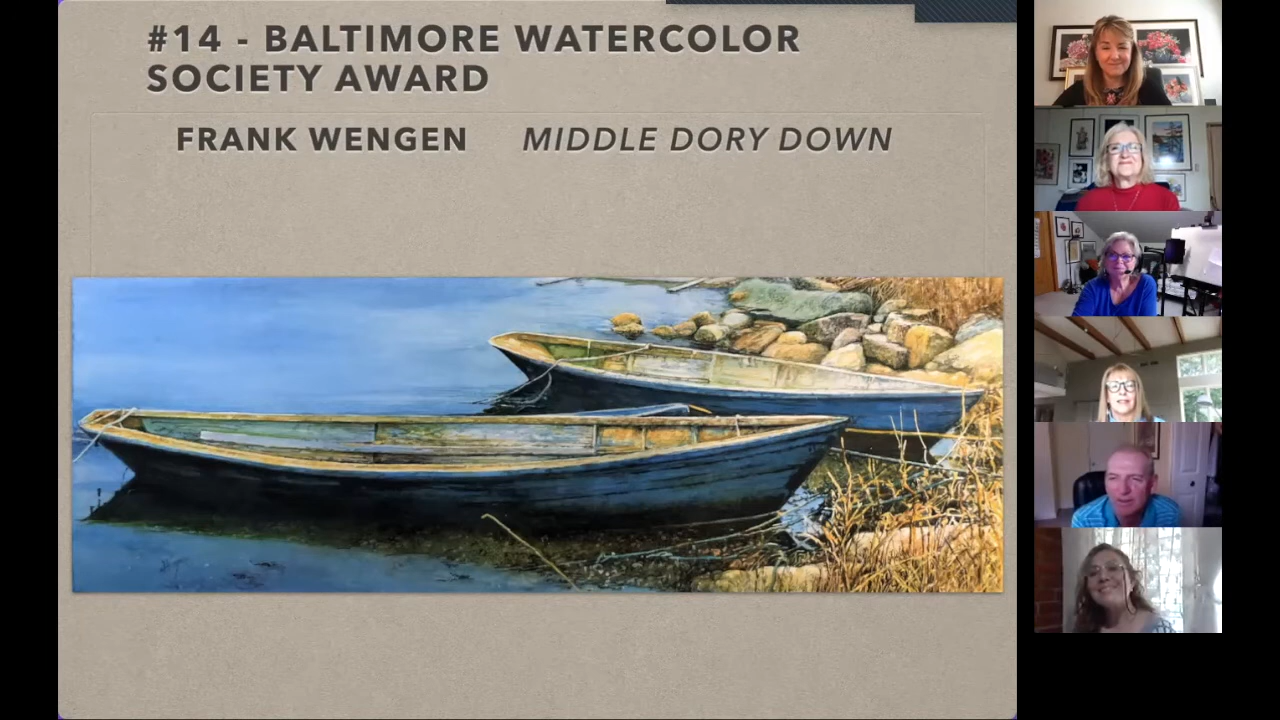 #14 - BALTIMORE WATERCOLOR
SOCIETY AWARD
FRANK WENGEN MIDDLE DORY DOWN